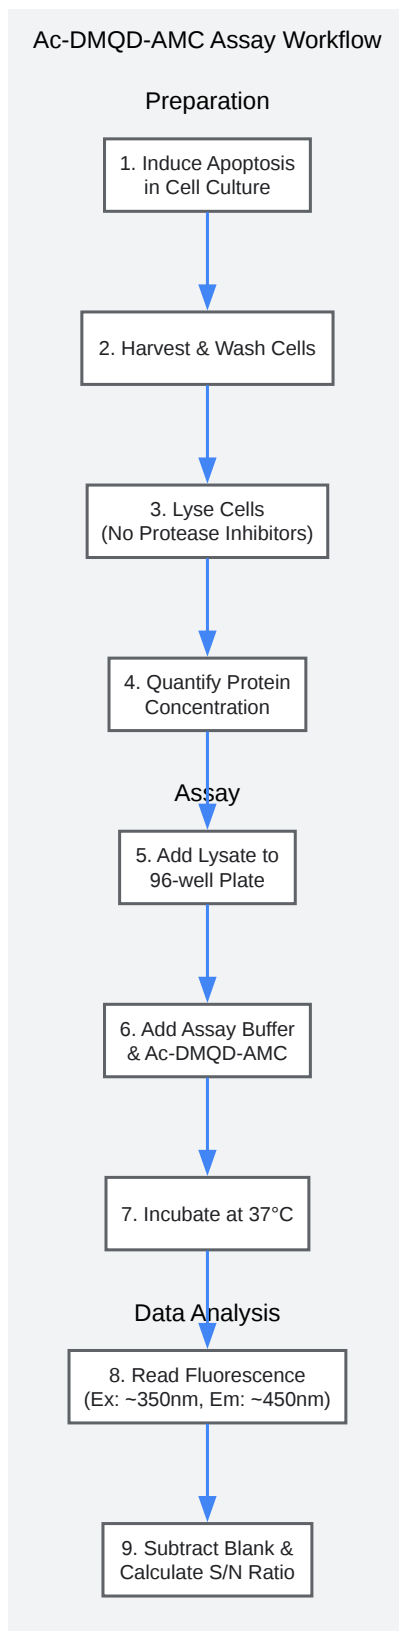 Ac-DMQD-AMC Assay Workflow
Preparation
1. Induce Apoptosis
in Cell Culture
2. Harvest & Wash Cells
3. Lyse Cells
(No Protease Inhibitors)
4. Quantify Protein
Concentration
Assay
5. Add Lysate to
96-well Plate
6. Add Assay Buffer
& Ac-DMQD-AMC
7. Incubate at 37°C
Data Analysis
8. Read Fluorescence
(Ex: ~350nm, Em: ~450nm)
9. Subtract Blank &
Calculate S/N Ratio